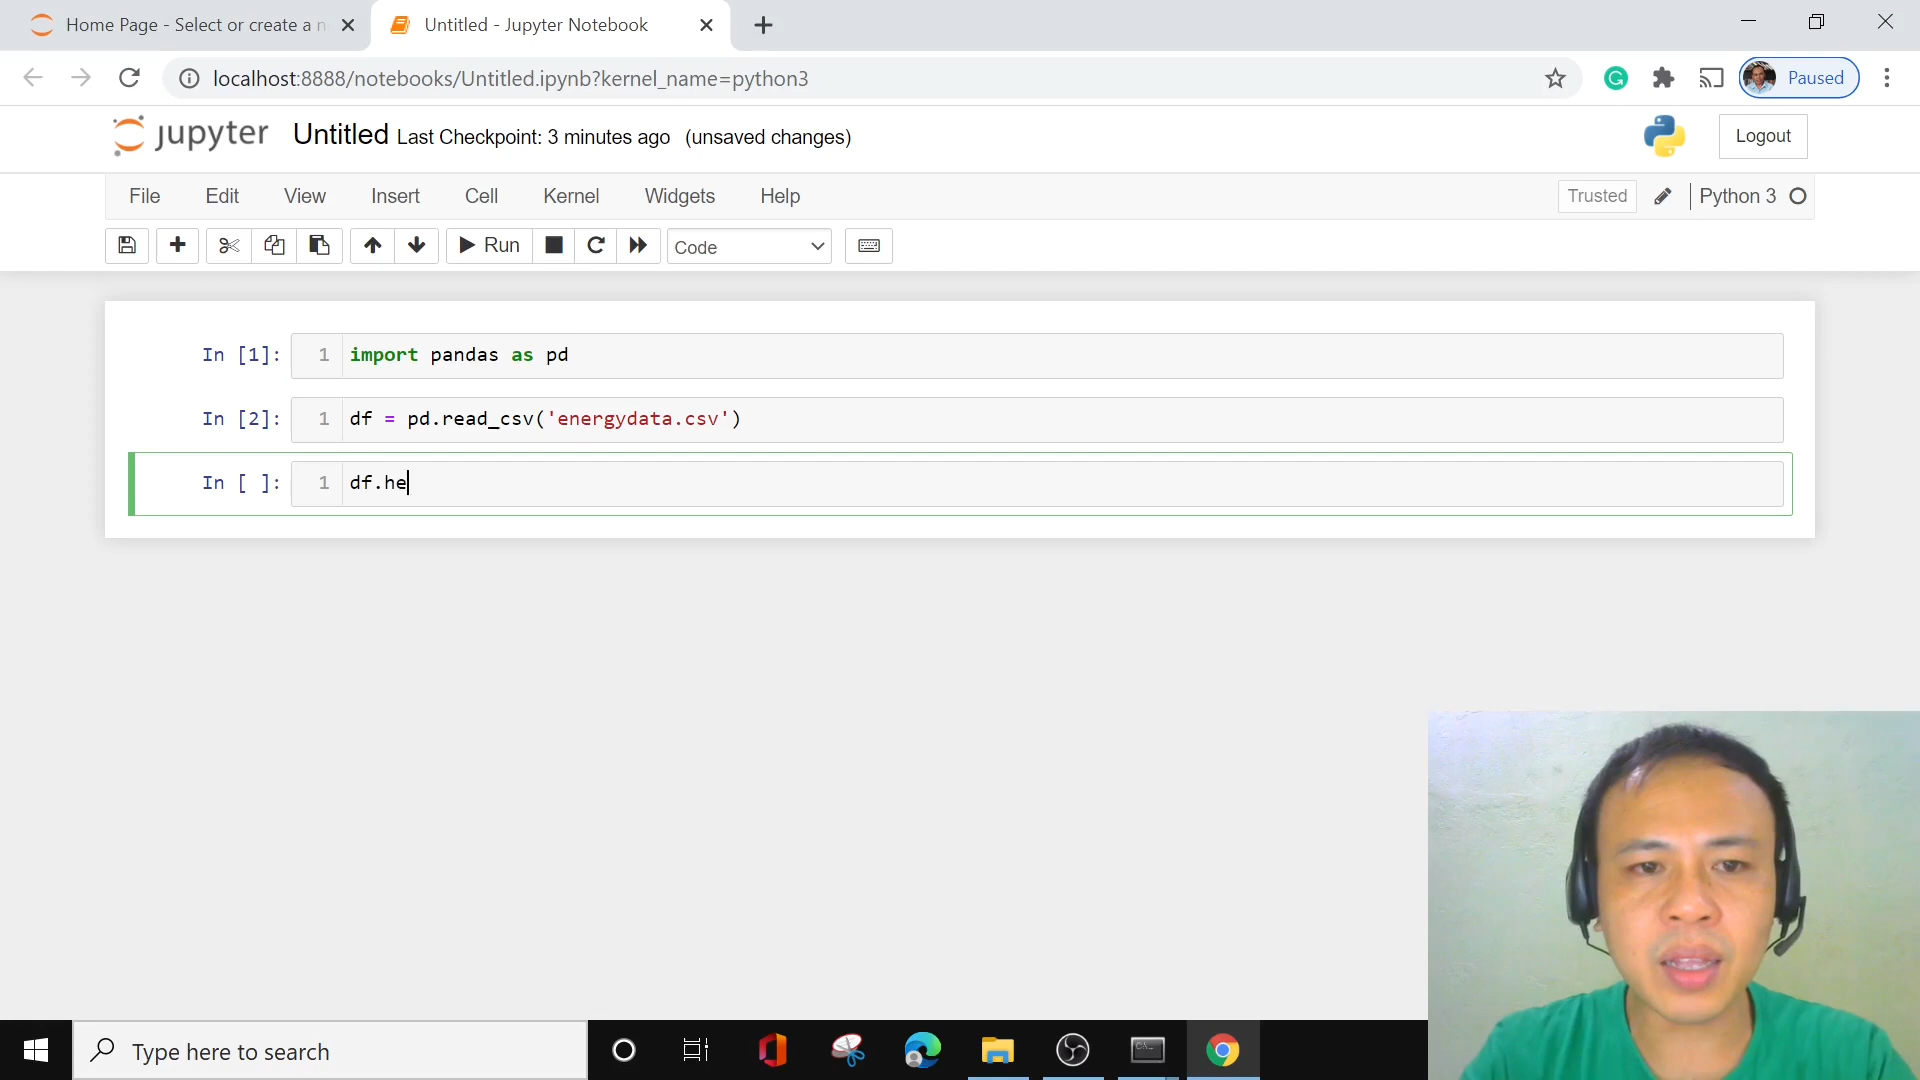 Home Page - Select or create a n
Untitled - Jupyter Notebook
localhost:8888/notebooks/Untitled.ipynb?kernel_name=python3
Paused
jupyter Untitled Last Checkpoint: 3 minutes ago (unsaved changes)
Logout
File Edit View Insert Cell Kernel Widgets Help
Trusted Python 3
Run Code
In [1]: 1 import pandas as pd
In [2]: 1 df = pd.read_csv('energydata.csv')
In [ ]: 1 df.he
Type here to search